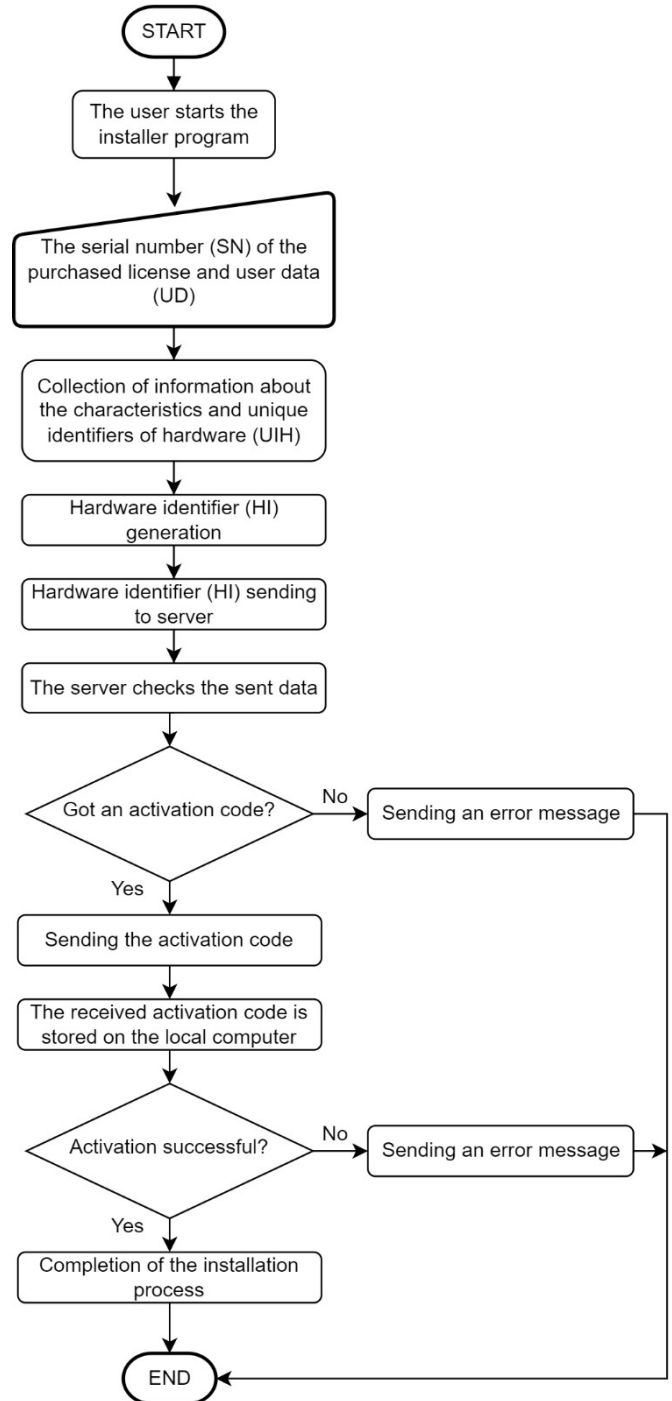 START
The user starts the
installer program
The serial number (SN) of the
purchased license and user data
(UD)
Collection of information about
the characteristics and unique
identifiers of hardware (UIH)
Hardware identifier (HI)
generation
Hardware identifier (HI) sending
to server
The server checks the sent data
Got an activation code?
No
Sending an error message
Yes
Sending the activation code
The received activation code is
stored on the local computer
Activation successful?
No
Sending an error message
Yes
Completion of the installation
process
END